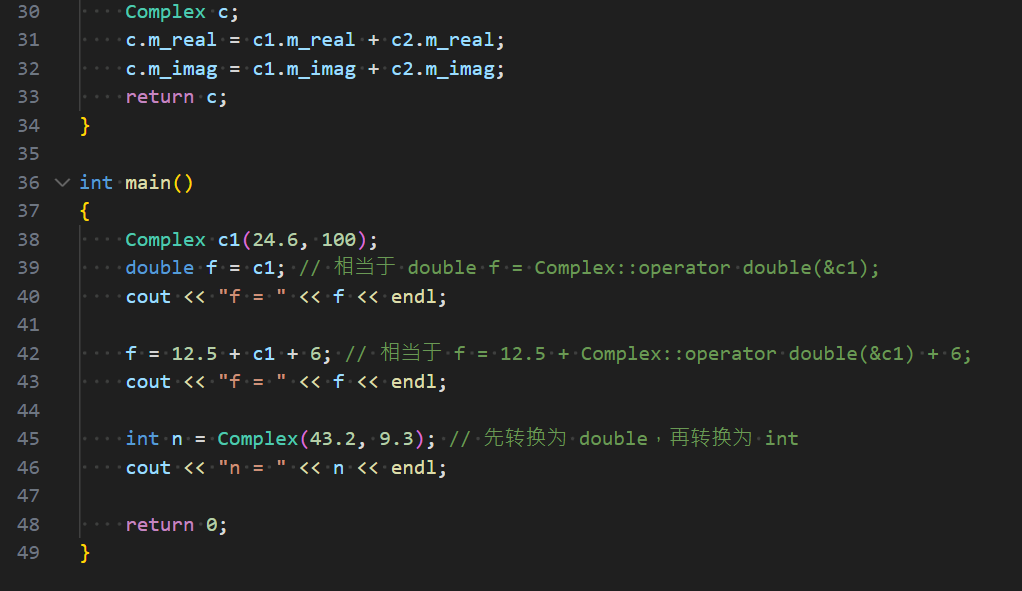 30     Complex c;
31     c.m_real = c1.m_real + c2.m_real;
32     c.m_imag = c1.m_imag + c2.m_imag;
33     return c;
34 }
35
36 int main()
37 {
38     Complex c1(24.6, 100);
39     double f = c1; // 相当于 double f = Complex::operator double(&c1);
40     cout << "f = " << f << endl;
41
42     f = 12.5 + c1 + 6; // 相当于 f = 12.5 + Complex::operator double(&c1) + 6;
43     cout << "f = " << f << endl;
44
45     int n = Complex(43.2, 9.3); // 先转换为 double，再转换为 int
46     cout << "n = " << n << endl;
47
48     return 0;
49 }